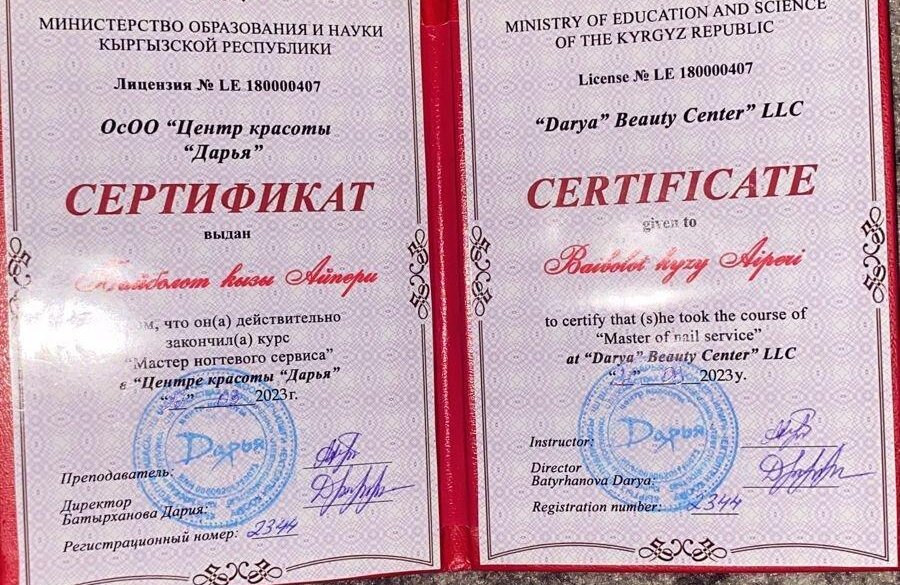 МИНИСТЕРСТВО ОБРАЗОВАНИЯ И НАУКИ
КЫРГЫЗСКОЙ РЕСПУБЛИКИ
Лицензия № LE 180000407
ОсОО “Центр красоты
“Дарья”
СЕРТИФИКАТ
выдан
Байболот кызы Айпери
том, что он(а) действительно
закончил(а) курс
“Мастер ногтевого сервиса”
в “Центре красоты “Дарья”
2023г.
Дарья
Преподаватель:
Директор
Батырханова Дария:
Регистрационный номер: 2344
MINISTRY OF EDUCATION AND SCIENCE
OF THE KYRGYZ REPUBLIC
License № LE 180000407
“Darya” Beauty Center” LLC
CERTIFICATE
given to
Baibolot kyzy Aiperi
to certify that (s)he took the course of
“Master of nail service”
at “Darya” Beauty Center” LLC
2023y.
Дарья
Instructor:
Director
Batyrhanova Darya:
Registration number: 2344